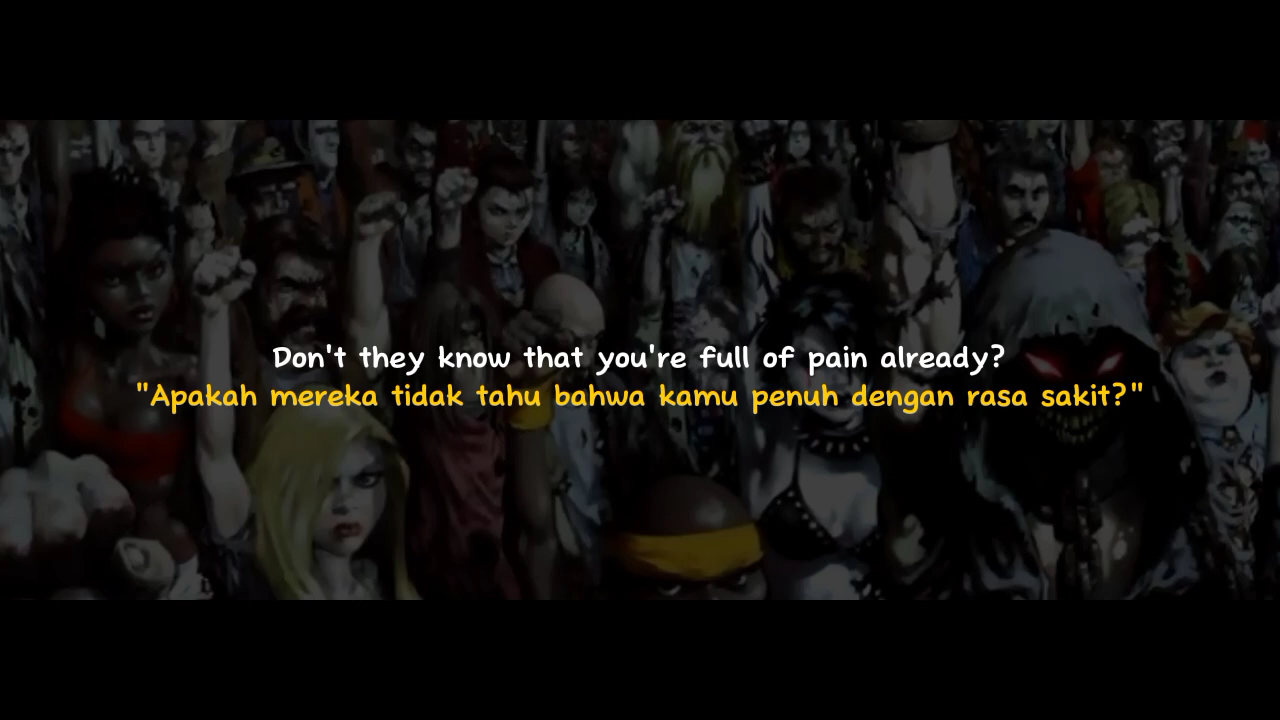 Don't they know that you're full of pain already?
"Apakah mereka tidak tahu bahwa kamu penuh dengan rasa sakit?"